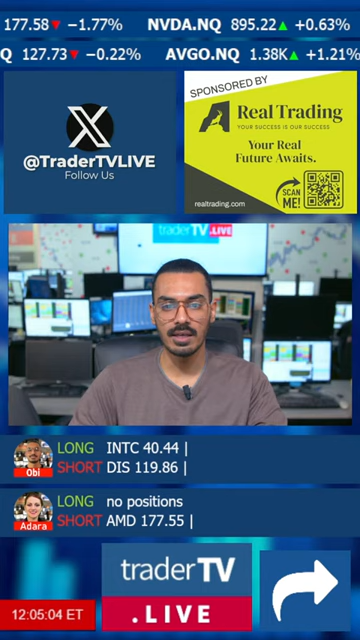 177.58 ▼ −1.77% NVDA.NQ 895.22 ▲ +0.63%
Q 127.73 ▼ −0.22% AVGO.NQ 1.38K ▲ +1.21%
@TraderTVLIVE
Follow Us
SPONSORED BY
Real Trading
YOUR SUCCESS IS OUR SUCCESS
Your Real
Future Awaits.
SCAN
ME!
realtrading.com
traderTV .LIVE
LONG INTC 40.44 |
SHORT DIS 119.86 |
Obi
LONG no positions
SHORT AMD 177.55 |
Adara
traderTV
.LIVE
12:05:04 ET